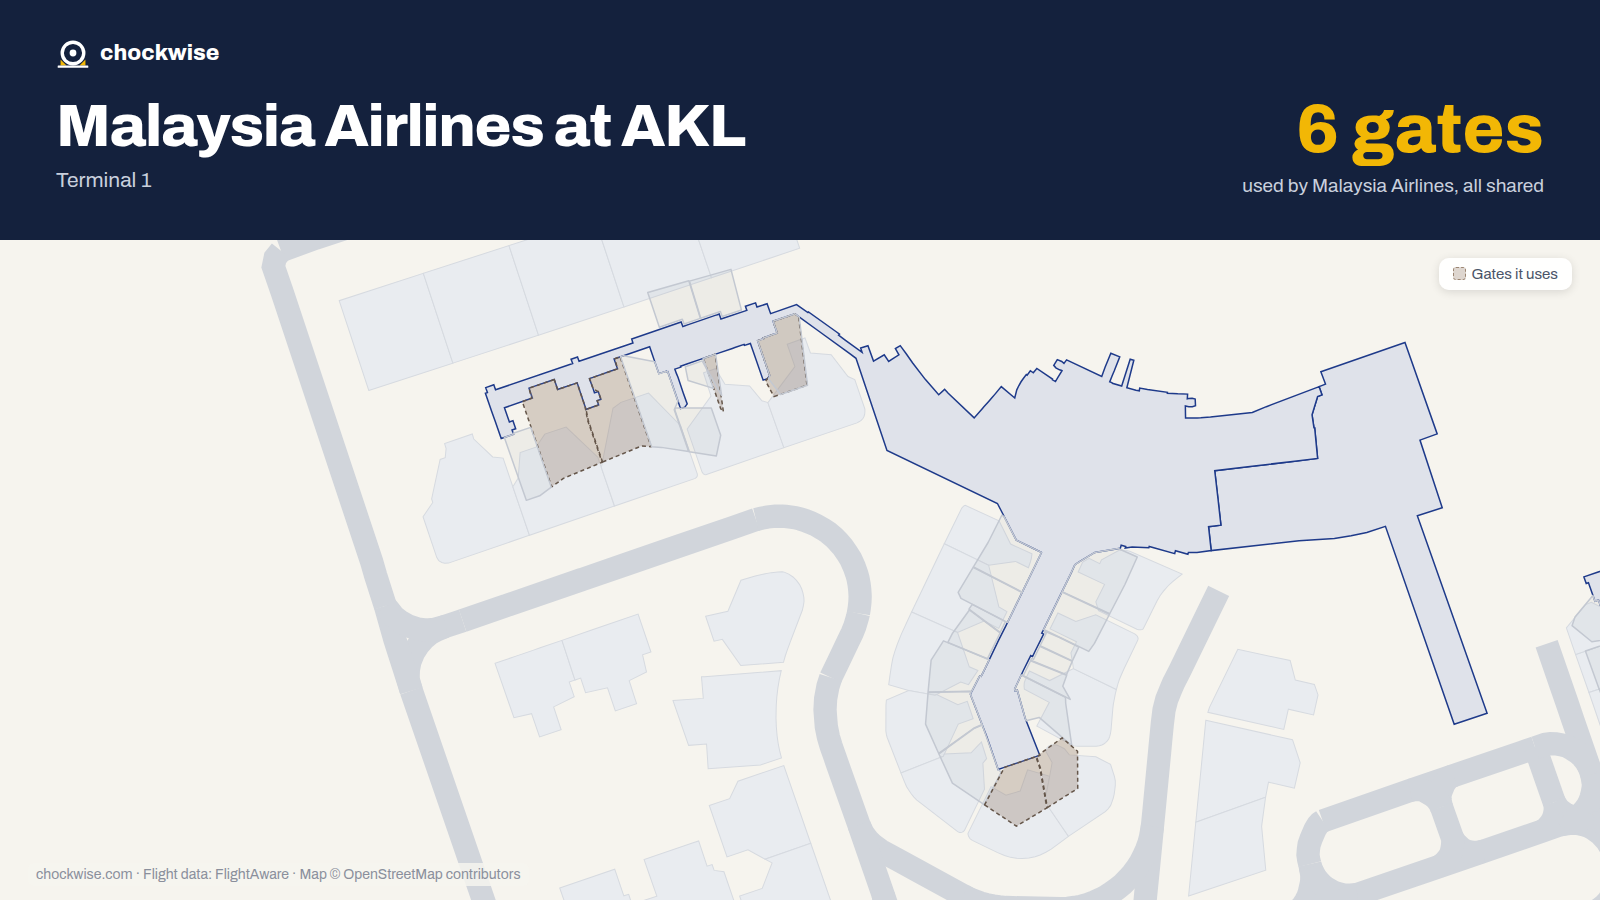 chockwise
Malaysia Airlines at AKL
Terminal 1
6 gates
used by Malaysia Airlines, all shared
Gates it uses
chockwise.com · Flight data: FlightAware · Map © OpenStreetMap contributors